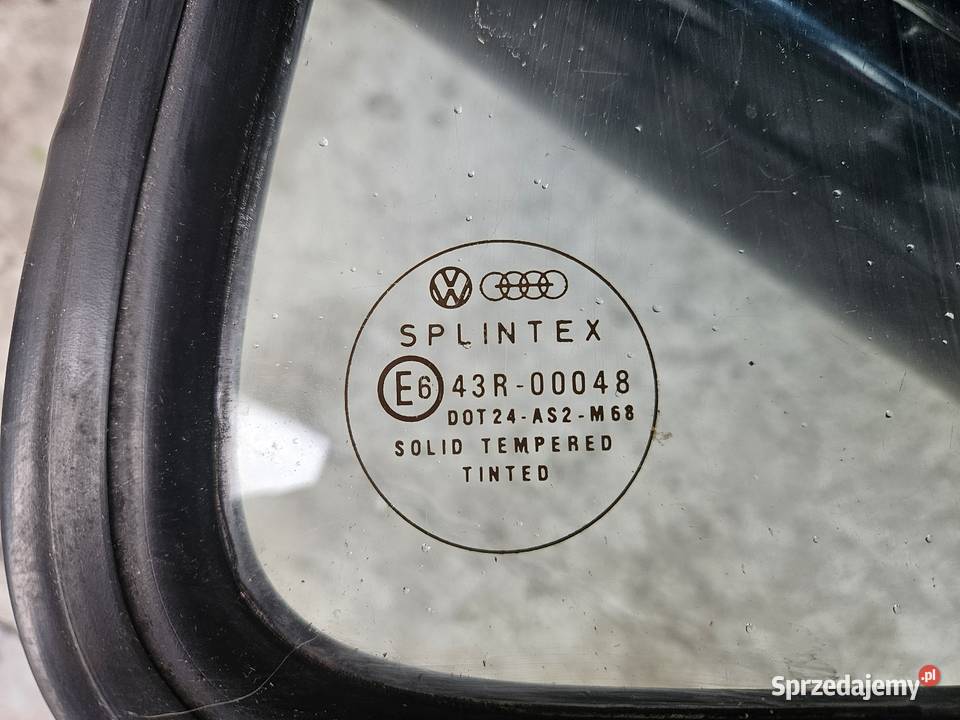 SPLINTEX
E6 43R-00048
DOT24-AS2-M68
SOLID TEMPERED
TINTED
Sprzedajemy.pl